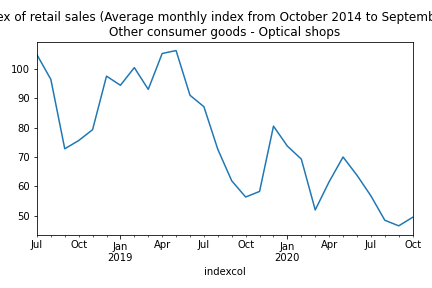 ex of retail sales (Average monthly index from October 2014 to Septemb
Other consumer goods - Optical shops
100
90
80
70
60
50
Jul Oct Jan Apr Jul Oct Jan Apr Jul Oct
2019 2020
indexcol